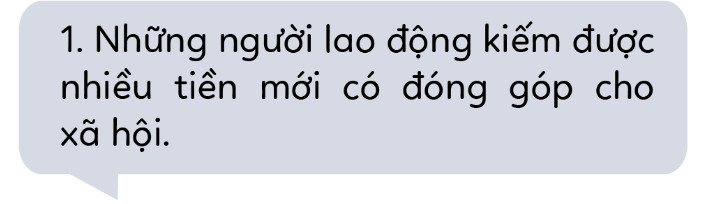 1. Những người lao động kiếm được
nhiều tiền mới có đóng góp cho
xã hội.